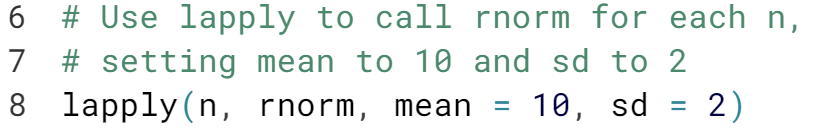 6 # Use lapply to call rnorm for each n,
7 # setting mean to 10 and sd to 2
8 lapply(n, rnorm, mean = 10, sd = 2)